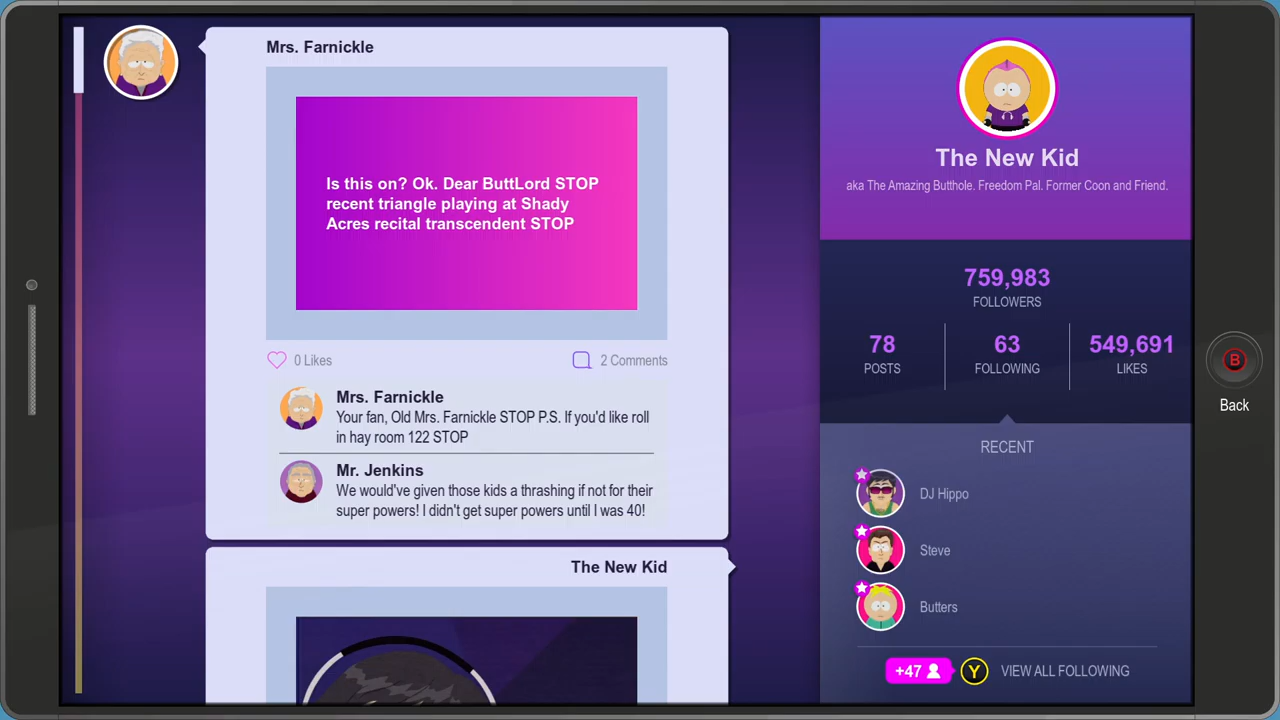 Mrs. Farnickle
Is this on? Ok. Dear ButtLord STOP
recent triangle playing at Shady
Acres recital transcendent STOP
0 Likes
2 Comments
Mrs. Farnickle
Your fan, Old Mrs. Farnickle STOP P.S. If you'd like roll
in hay room 122 STOP
Mr. Jenkins
We would've given those kids a thrashing if not for their
super powers! I didn't get super powers until I was 40!
The New Kid
The New Kid
aka The Amazing Butthole. Freedom Pal. Former Coon and Friend.
759,983
FOLLOWERS
78
POSTS
63
FOLLOWING
549,691
LIKES
RECENT
DJ Hippo
Steve
Butters
+47
Y
VIEW ALL FOLLOWING
B
Back